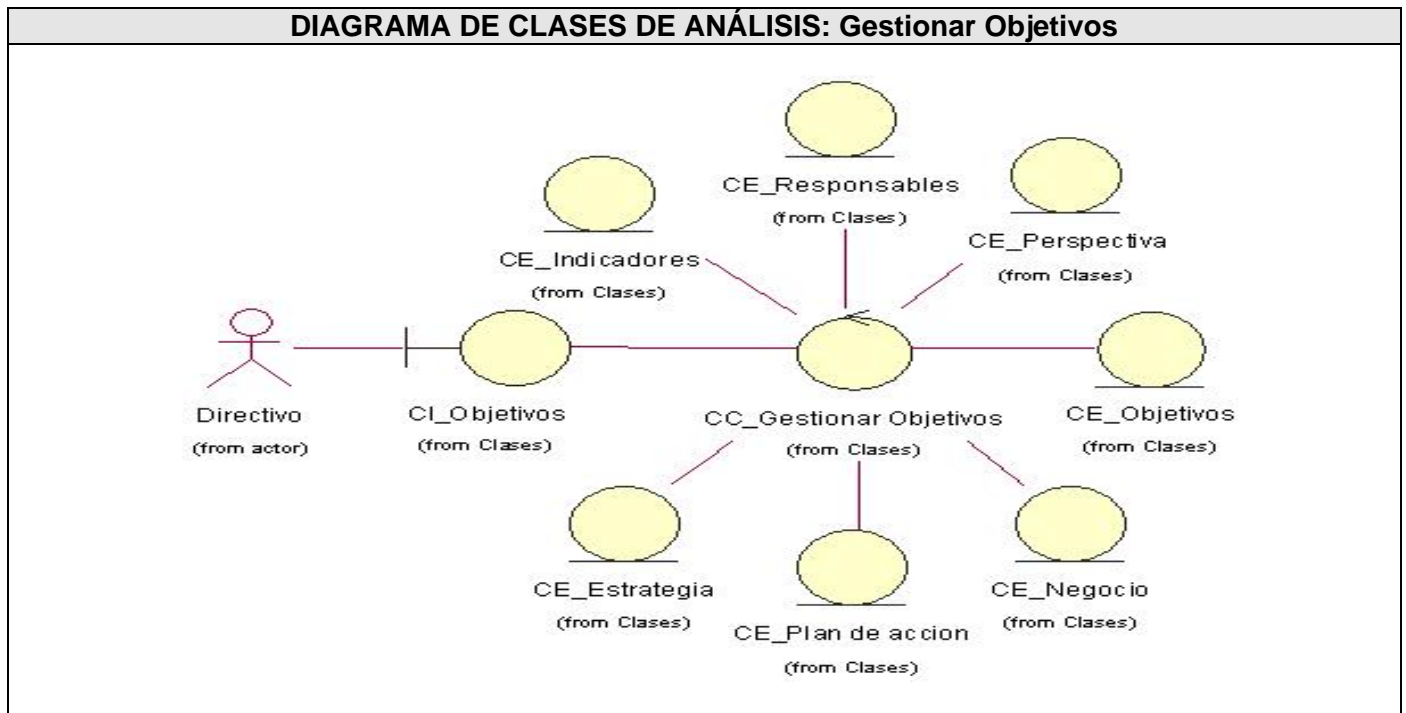 DIAGRAMA DE CLASES DE ANÁLISIS: Gestionar Objetivos
CE_Responsables
(from Clases)
CE_Perspectiva
(from Clases)
CE_Indicadores
(from Clases)
Directivo
(from actor)
CI_Objetivos
(from Clases)
CC_Gestionar Objetivos
(from Clases)
CE_Objetivos
(from Clases)
CE_Estrategia
(from Clases)
CE_Plan de accion
(from Clases)
CE_Negocio
(from Clases)